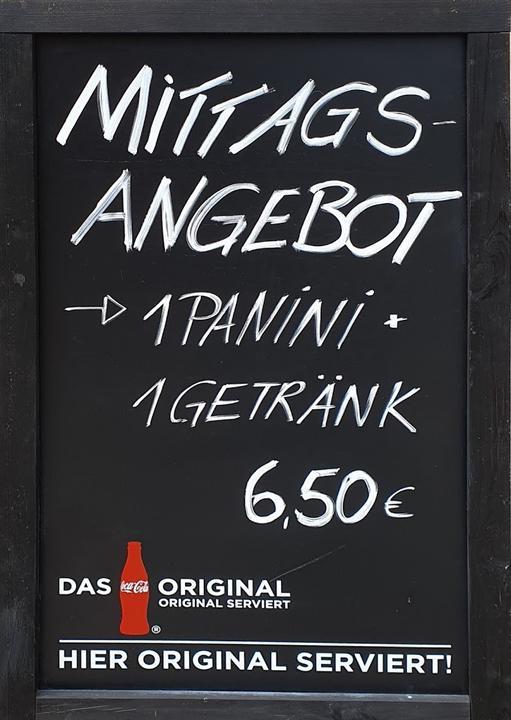 MiTTAGS-
ANGEBOT
→ 1 PANiNi +
1 GETRÄNK
6,50 €
DAS Coca-Cola ORIGINAL
ORIGINAL SERVIERT
®
HIER ORIGINAL SERVIERT!